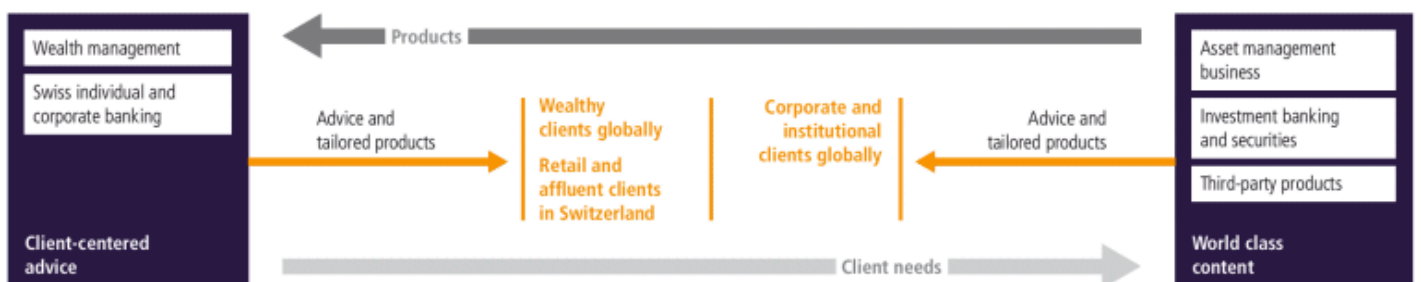 Wealth management
Swiss individual and
corporate banking
Client-centered
advice
Products
Advice and
tailored products
Wealthy
clients globally
Retail and
affluent clients
in Switzerland
Corporate and
institutional
clients globally
Advice and
tailored products
Client needs
Asset management
business
Investment banking
and securities
Third-party products
World class
content